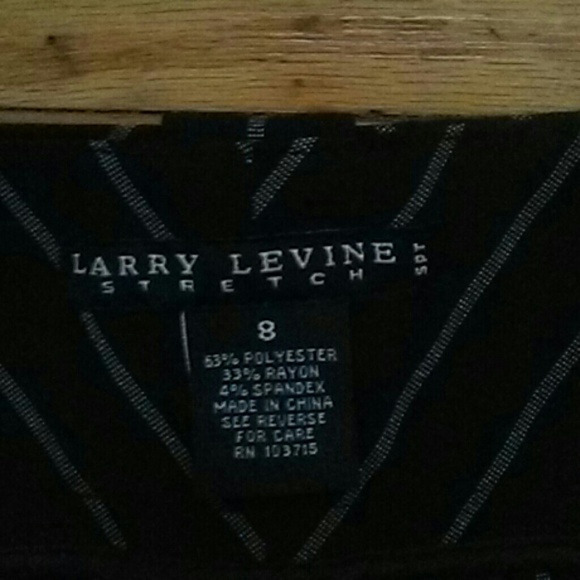 LARRY LEVINE
STRETCH
8
63% POLYESTER
33% RAYON
4% SPANDEX
MADE IN CHINA
SEE REVERSE
FOR CARE
RN 103715